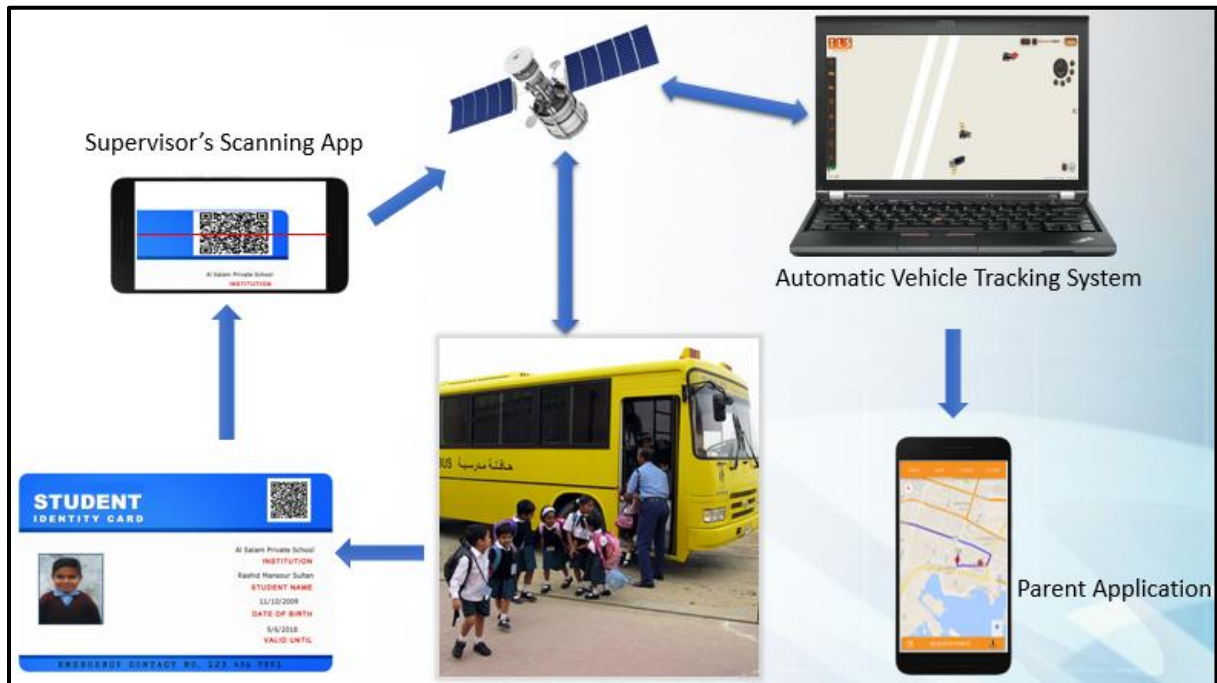 Supervisor's Scanning App
Al Salam Private School
INSTITUTION
TLS
Automatic Vehicle Tracking System
BUS حافلة مدرسية
STUDENT
IDENTITY CARD
Al Salam Private School
INSTITUTION
Rashid Mansour Sultan
STUDENT NAME
11/10/2009
DATE OF BIRTH
5/6/2018
VALID UNTIL
EMERGENCY CONTACT NO. 123 456 7891
Parent Application